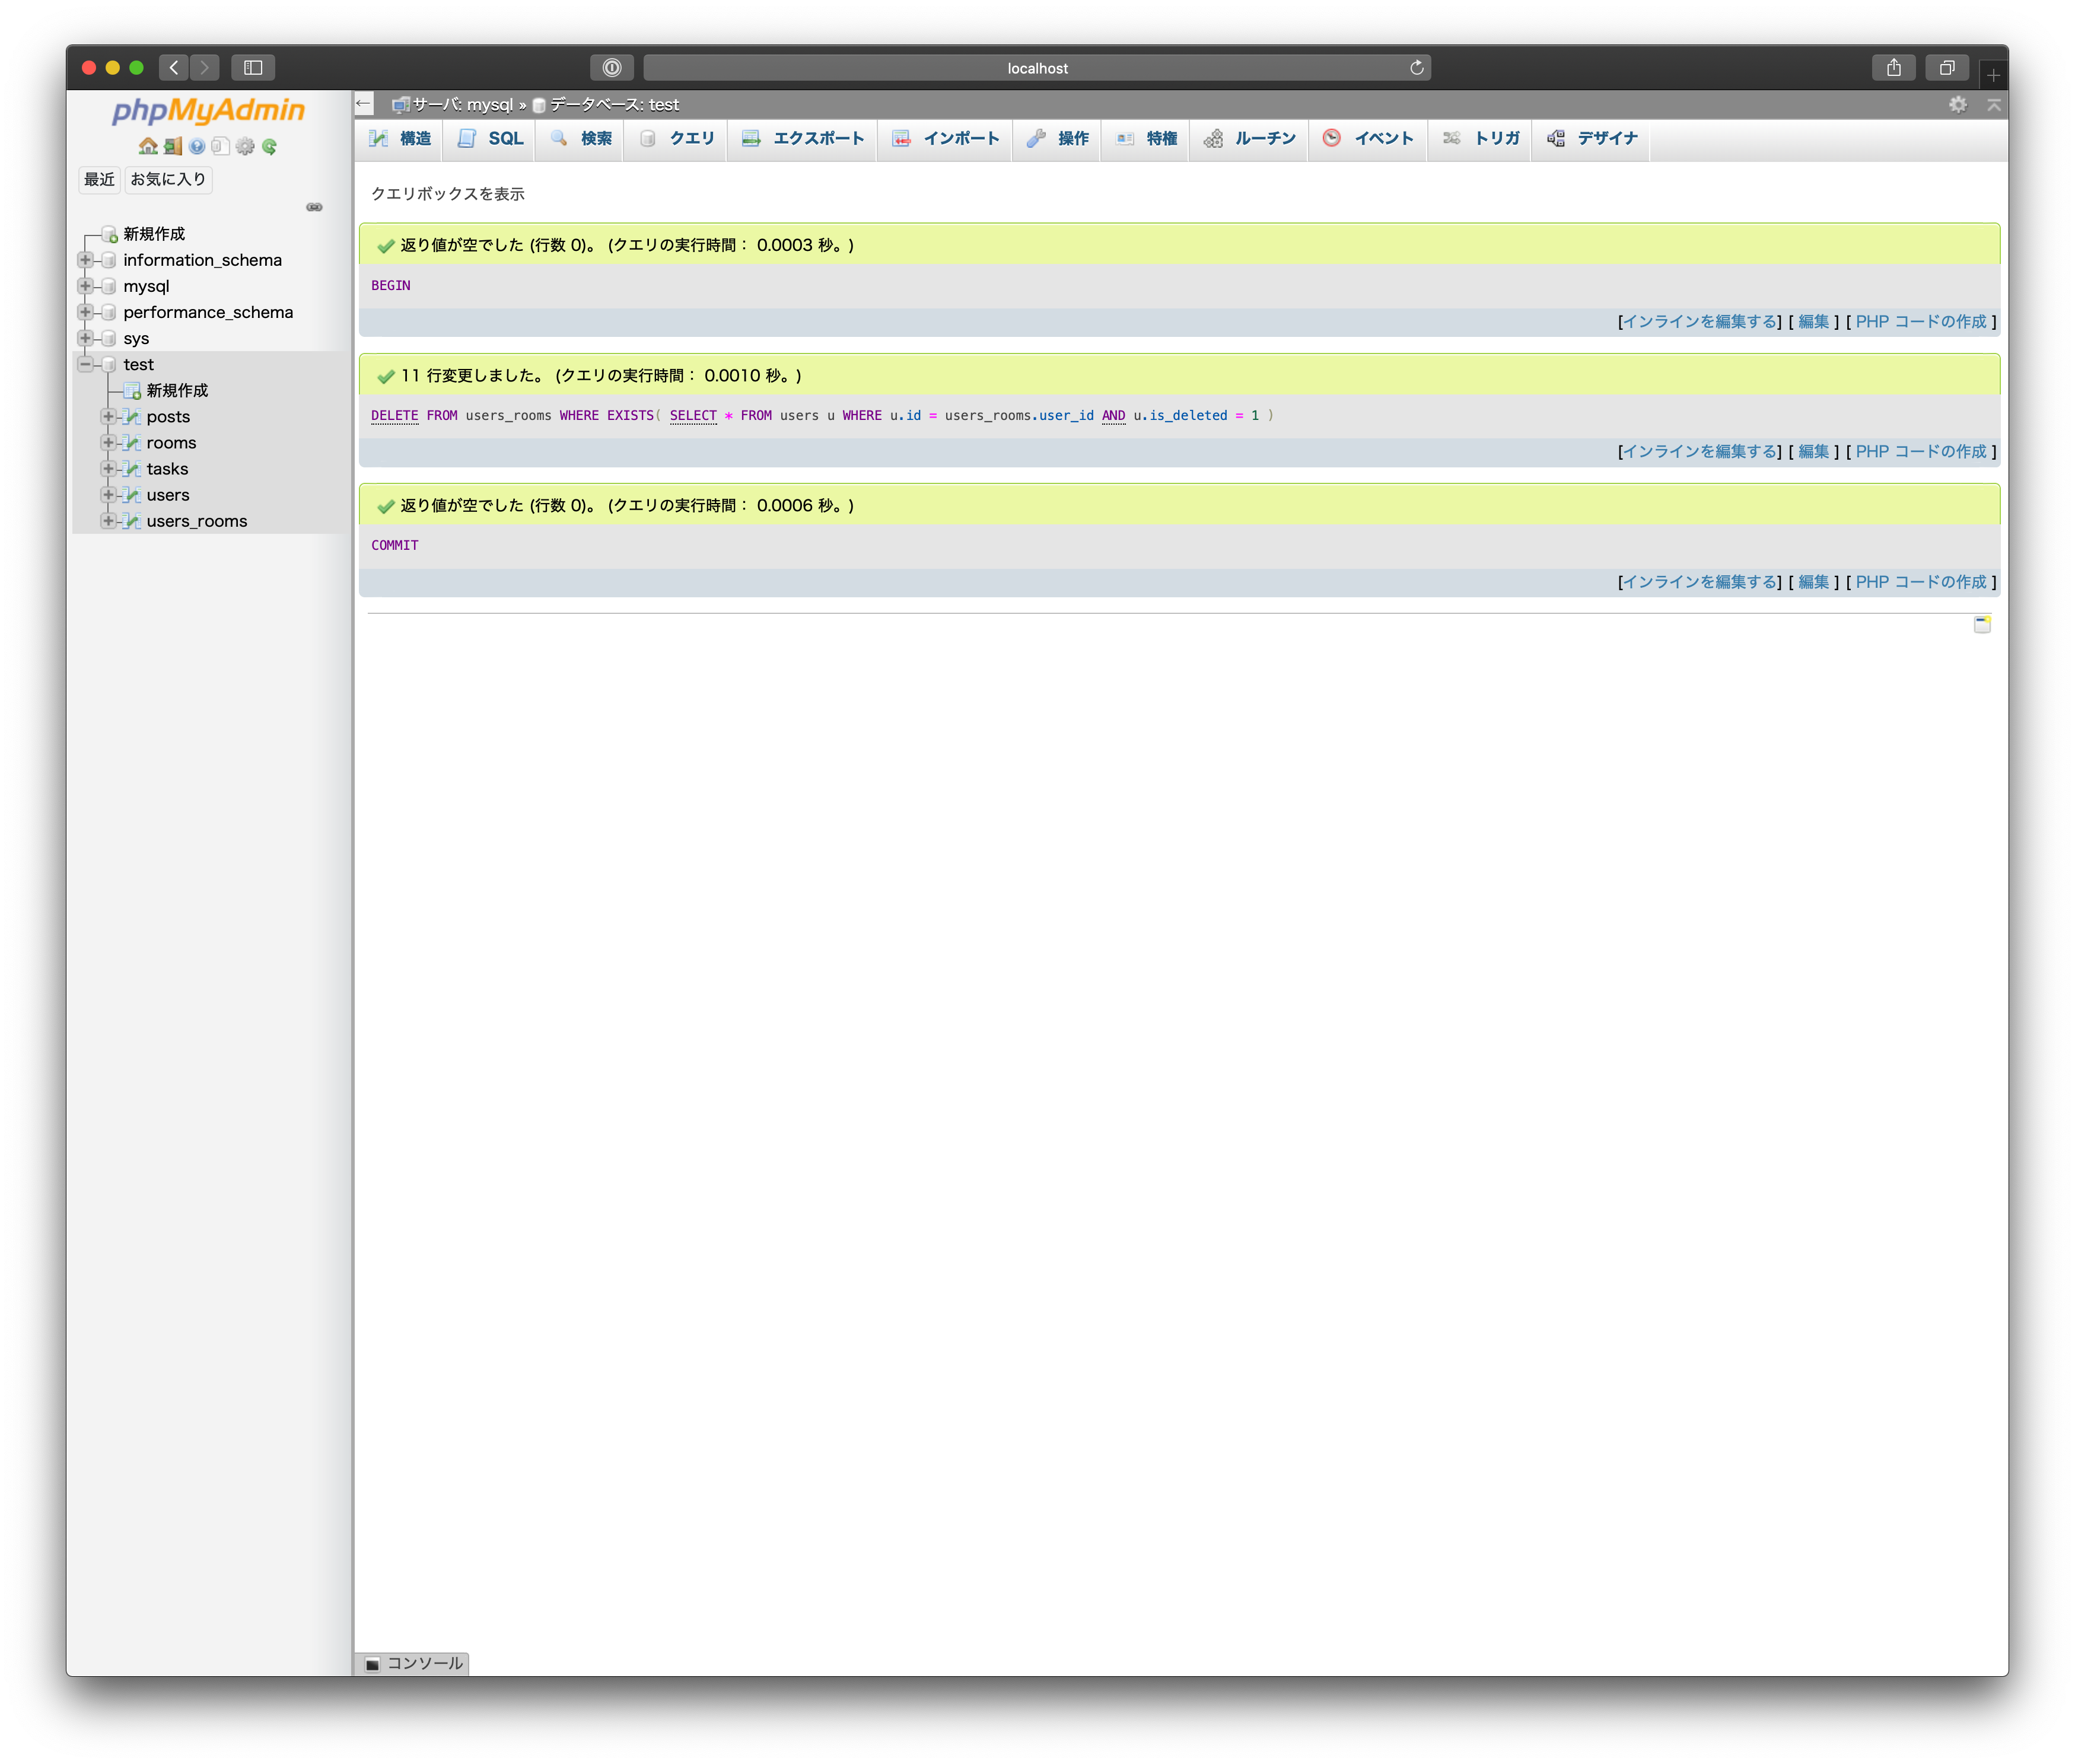 localhost
phpMyAdmin
最近 お気に入り
新規作成
information_schema
mysql
performance_schema
sys
test
新規作成
posts
rooms
tasks
users
users_rooms
サーバ: mysql » データベース: test
構造 SQL 検索 クエリ エクスポート インポート 操作 特権 ルーチン イベント トリガ デザイナ
クエリボックスを表示
返り値が空でした (行数 0)。 (クエリの実行時間： 0.0003 秒。)
BEGIN
[インラインを編集する] [ 編集 ] [ PHP コードの作成 ]
11 行変更しました。 (クエリの実行時間： 0.0010 秒。)
DELETE FROM users_rooms WHERE EXISTS( SELECT * FROM users u WHERE u.id = users_rooms.user_id AND u.is_deleted = 1 )
[インラインを編集する] [ 編集 ] [ PHP コードの作成 ]
返り値が空でした (行数 0)。 (クエリの実行時間： 0.0006 秒。)
COMMIT
[インラインを編集する] [ 編集 ] [ PHP コードの作成 ]
コンソール